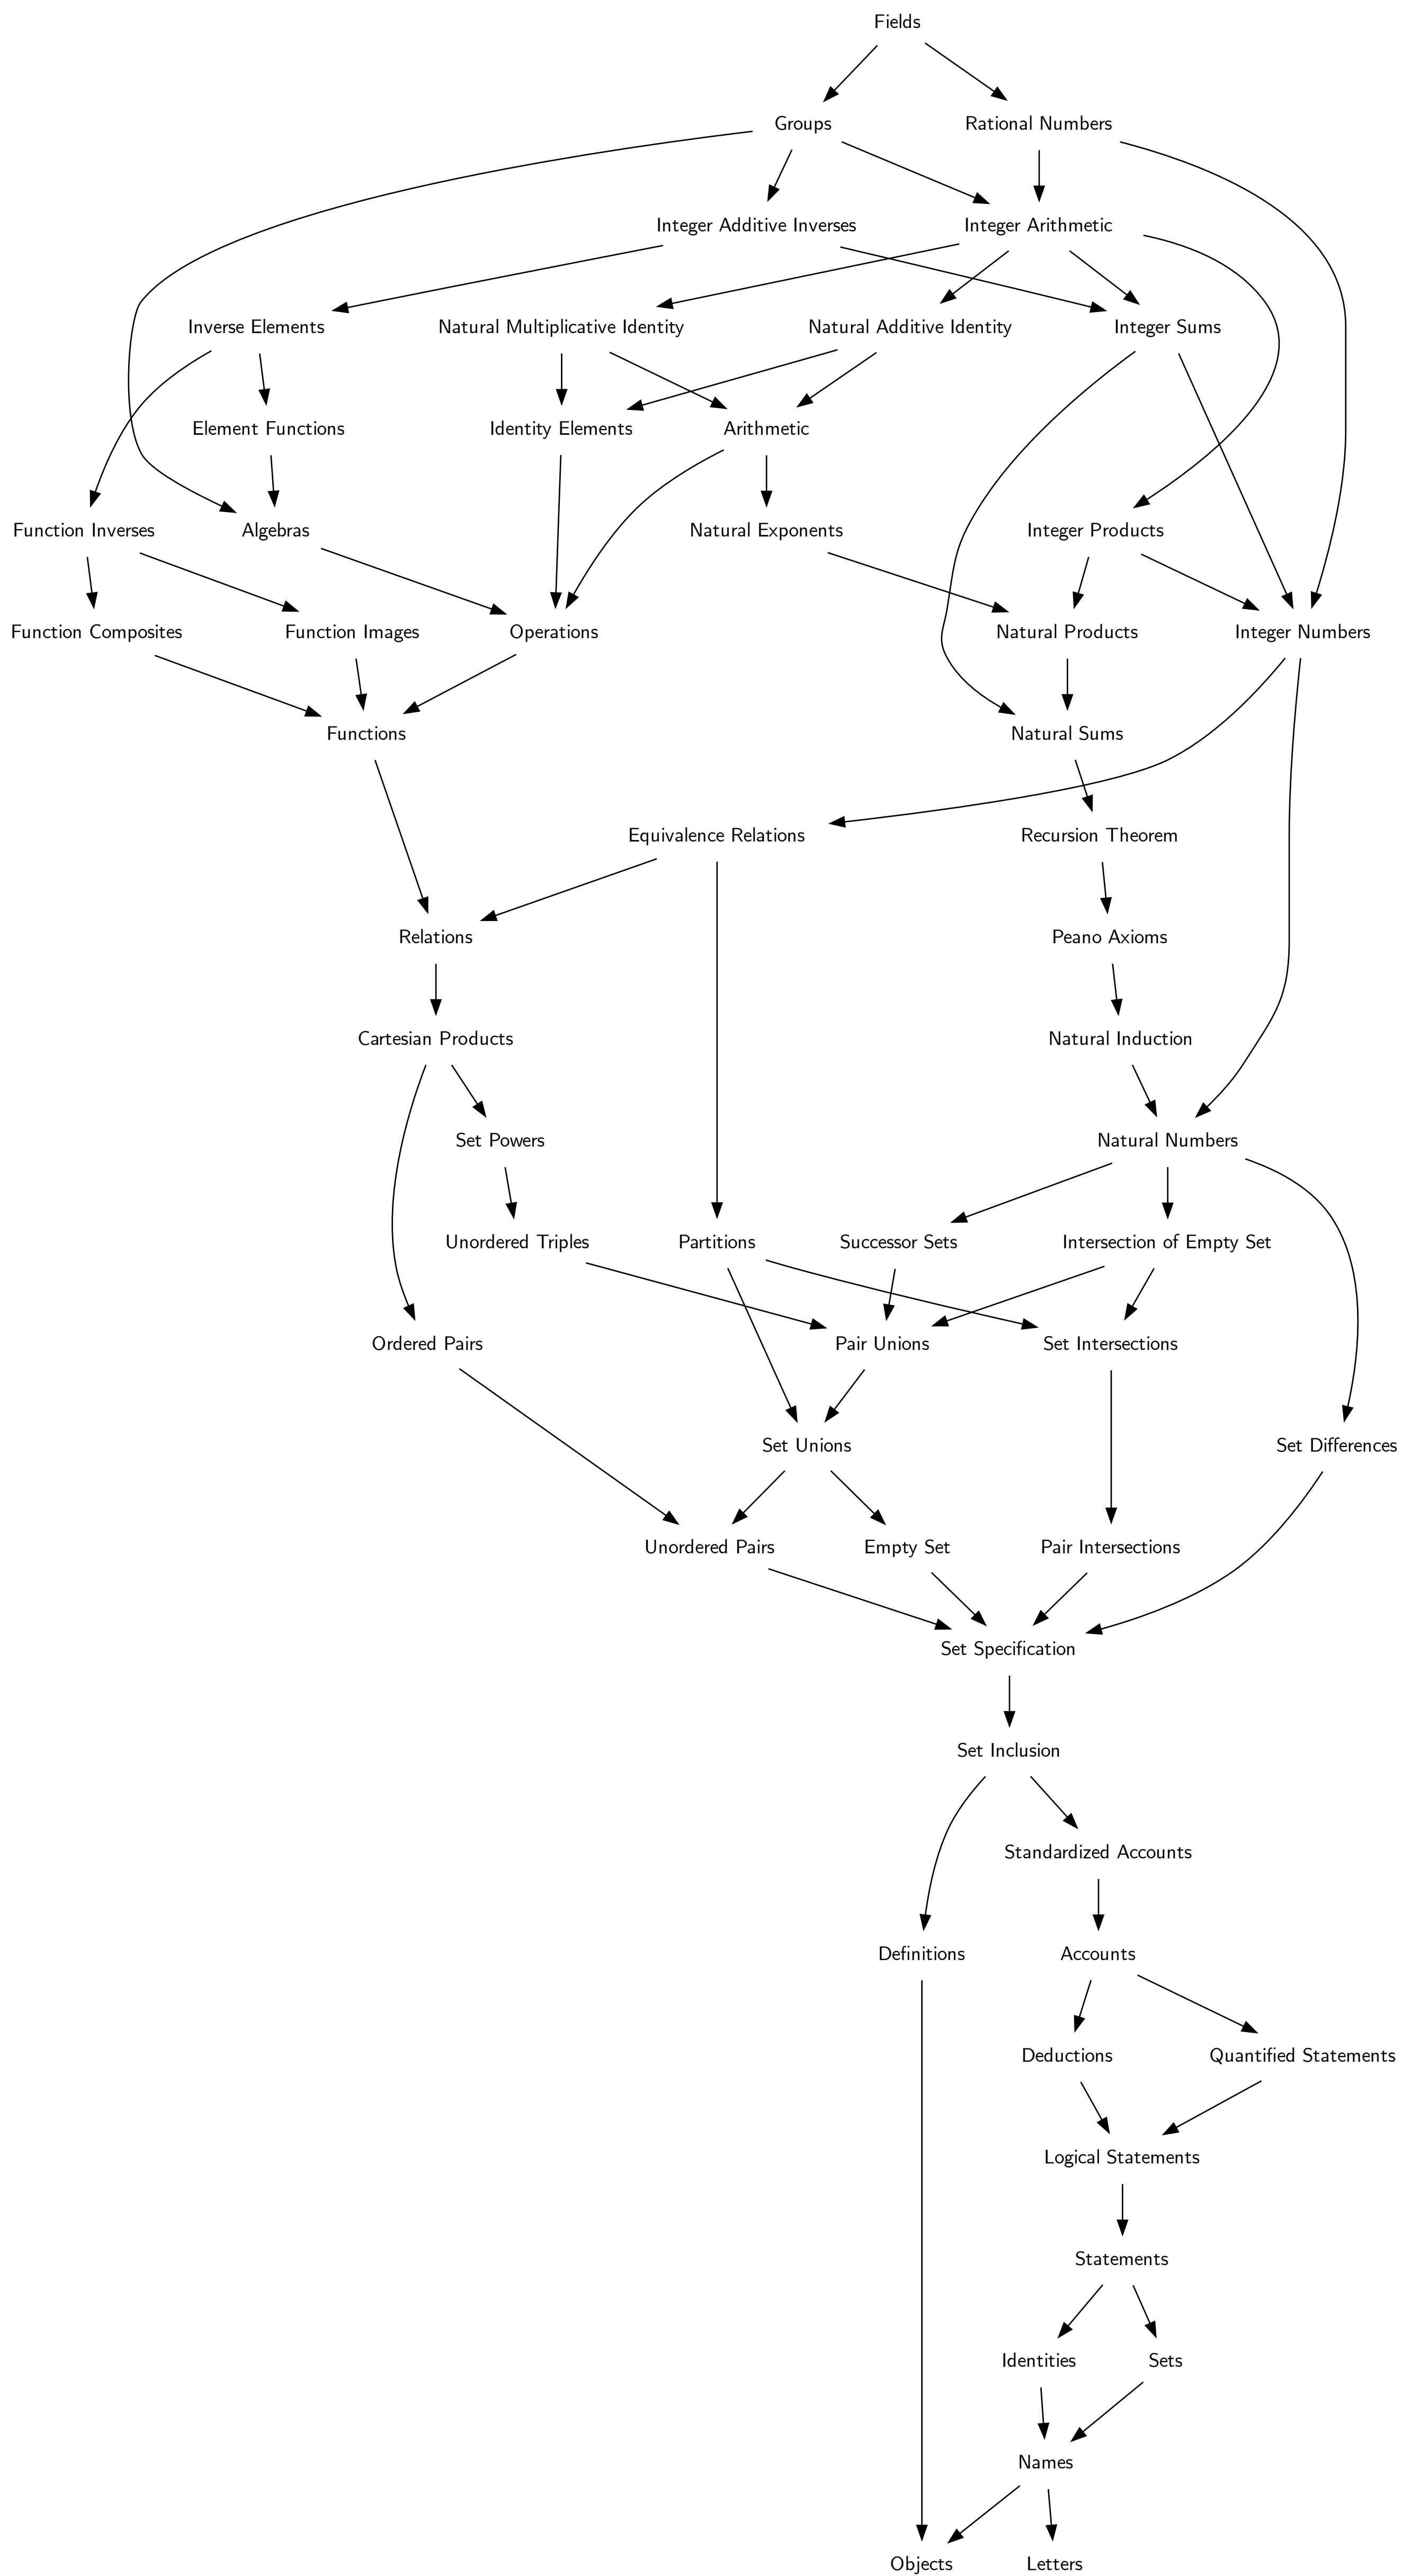 Fields
Groups
Rational Numbers
Integer Additive Inverses
Integer Arithmetic
Inverse Elements
Natural Multiplicative Identity
Natural Additive Identity
Integer Sums
Element Functions
Identity Elements
Arithmetic
Function Inverses
Algebras
Natural Exponents
Integer Products
Function Composites
Function Images
Operations
Natural Products
Integer Numbers
Functions
Natural Sums
Equivalence Relations
Recursion Theorem
Relations
Peano Axioms
Cartesian Products
Natural Induction
Set Powers
Natural Numbers
Unordered Triples
Partitions
Successor Sets
Intersection of Empty Set
Ordered Pairs
Pair Unions
Set Intersections
Set Unions
Set Differences
Unordered Pairs
Empty Set
Pair Intersections
Set Specification
Set Inclusion
Standardized Accounts
Definitions
Accounts
Deductions
Quantified Statements
Logical Statements
Statements
Identities
Sets
Names
Objects
Letters